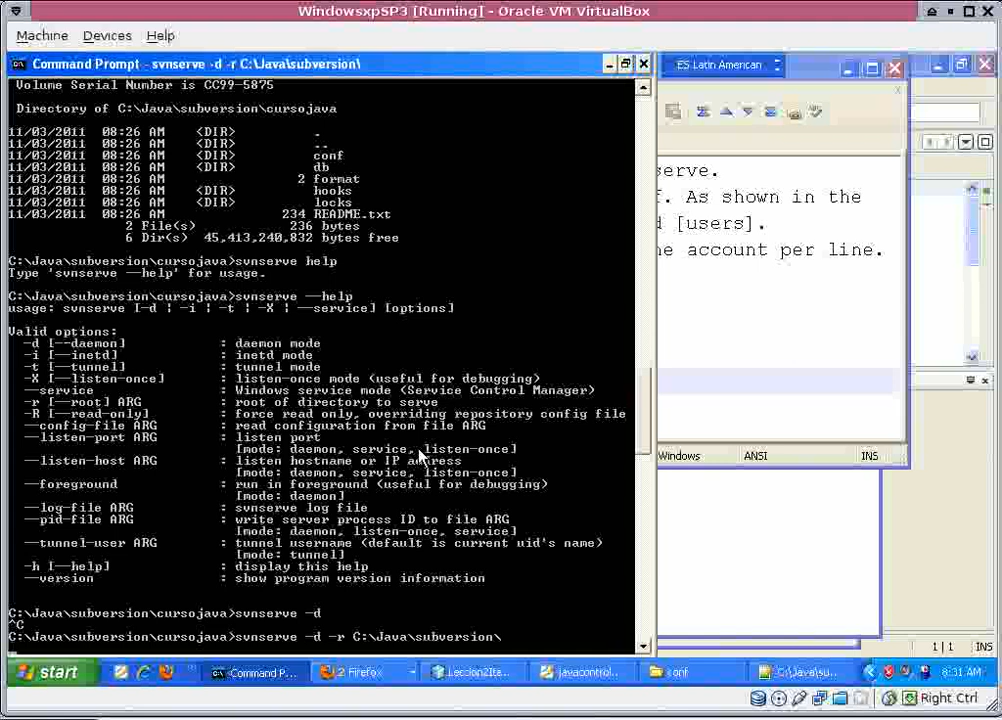 WindowsxpSP3 [Running] - Oracle VM VirtualBox
Machine Devices Help
Command Prompt - svnserve -d -r C:\Java\subversion\
ES Latin American
Volume Serial Number is CC99-5875
Directory of C:\Java\subversion\cursojava
11/03/2011 08:26 AM <DIR> .
11/03/2011 08:26 AM <DIR> ..
11/03/2011 08:26 AM <DIR> conf
11/03/2011 08:26 AM <DIR> db
11/03/2011 08:26 AM 2 format
11/03/2011 08:26 AM <DIR> hooks
11/03/2011 08:26 AM <DIR> locks
11/03/2011 08:26 AM 234 README.txt
2 File(s) 236 bytes
6 Dir(s) 45,413,240,832 bytes free
C:\Java\subversion\cursojava>svnserve help
Type 'svnserve --help' for usage.
C:\Java\subversion\cursojava>svnserve --help
usage: svnserve [-d | -i | -t | -X | --service] [options]
Valid options:
-d [--daemon] : daemon mode
-i [--inetd] : inetd mode
-t [--tunnel] : tunnel mode
-X [--listen-once] : listen-once mode (useful for debugging)
--service : Windows service mode (Service Control Manager)
-r [--root] ARG : root of directory to serve
-R [--read-only] : force read only, overriding repository config file
--config-file ARG : read configuration from file ARG
--listen-port ARG : listen port
[mode: daemon, service, listen-once]
--listen-host ARG : listen hostname or IP address
[mode: daemon, service, listen-once]
--foreground : run in foreground (useful for debugging)
[mode: daemon]
--log-file ARG : svnserve log file
--pid-file ARG : write server process ID to file ARG
[mode: daemon, listen-once, service]
--tunnel-user ARG : tunnel username (default is current uid's name)
[mode: tunnel]
-h [--help] : display this help
--version : show program version information
C:\Java\subversion\cursojava>svnserve -d
^C
C:\Java\subversion\cursojava>svnserve -d -r C:\Java\subversion\
serve.
f. As shown in the
d [users].
ne account per line.
Windows ANSI INS
1 | 1 INS
start Command P... 2 Firefox Leccion2Ite... javacontrol... conf C:\Java\su... 8:31 AM
Right Ctrl